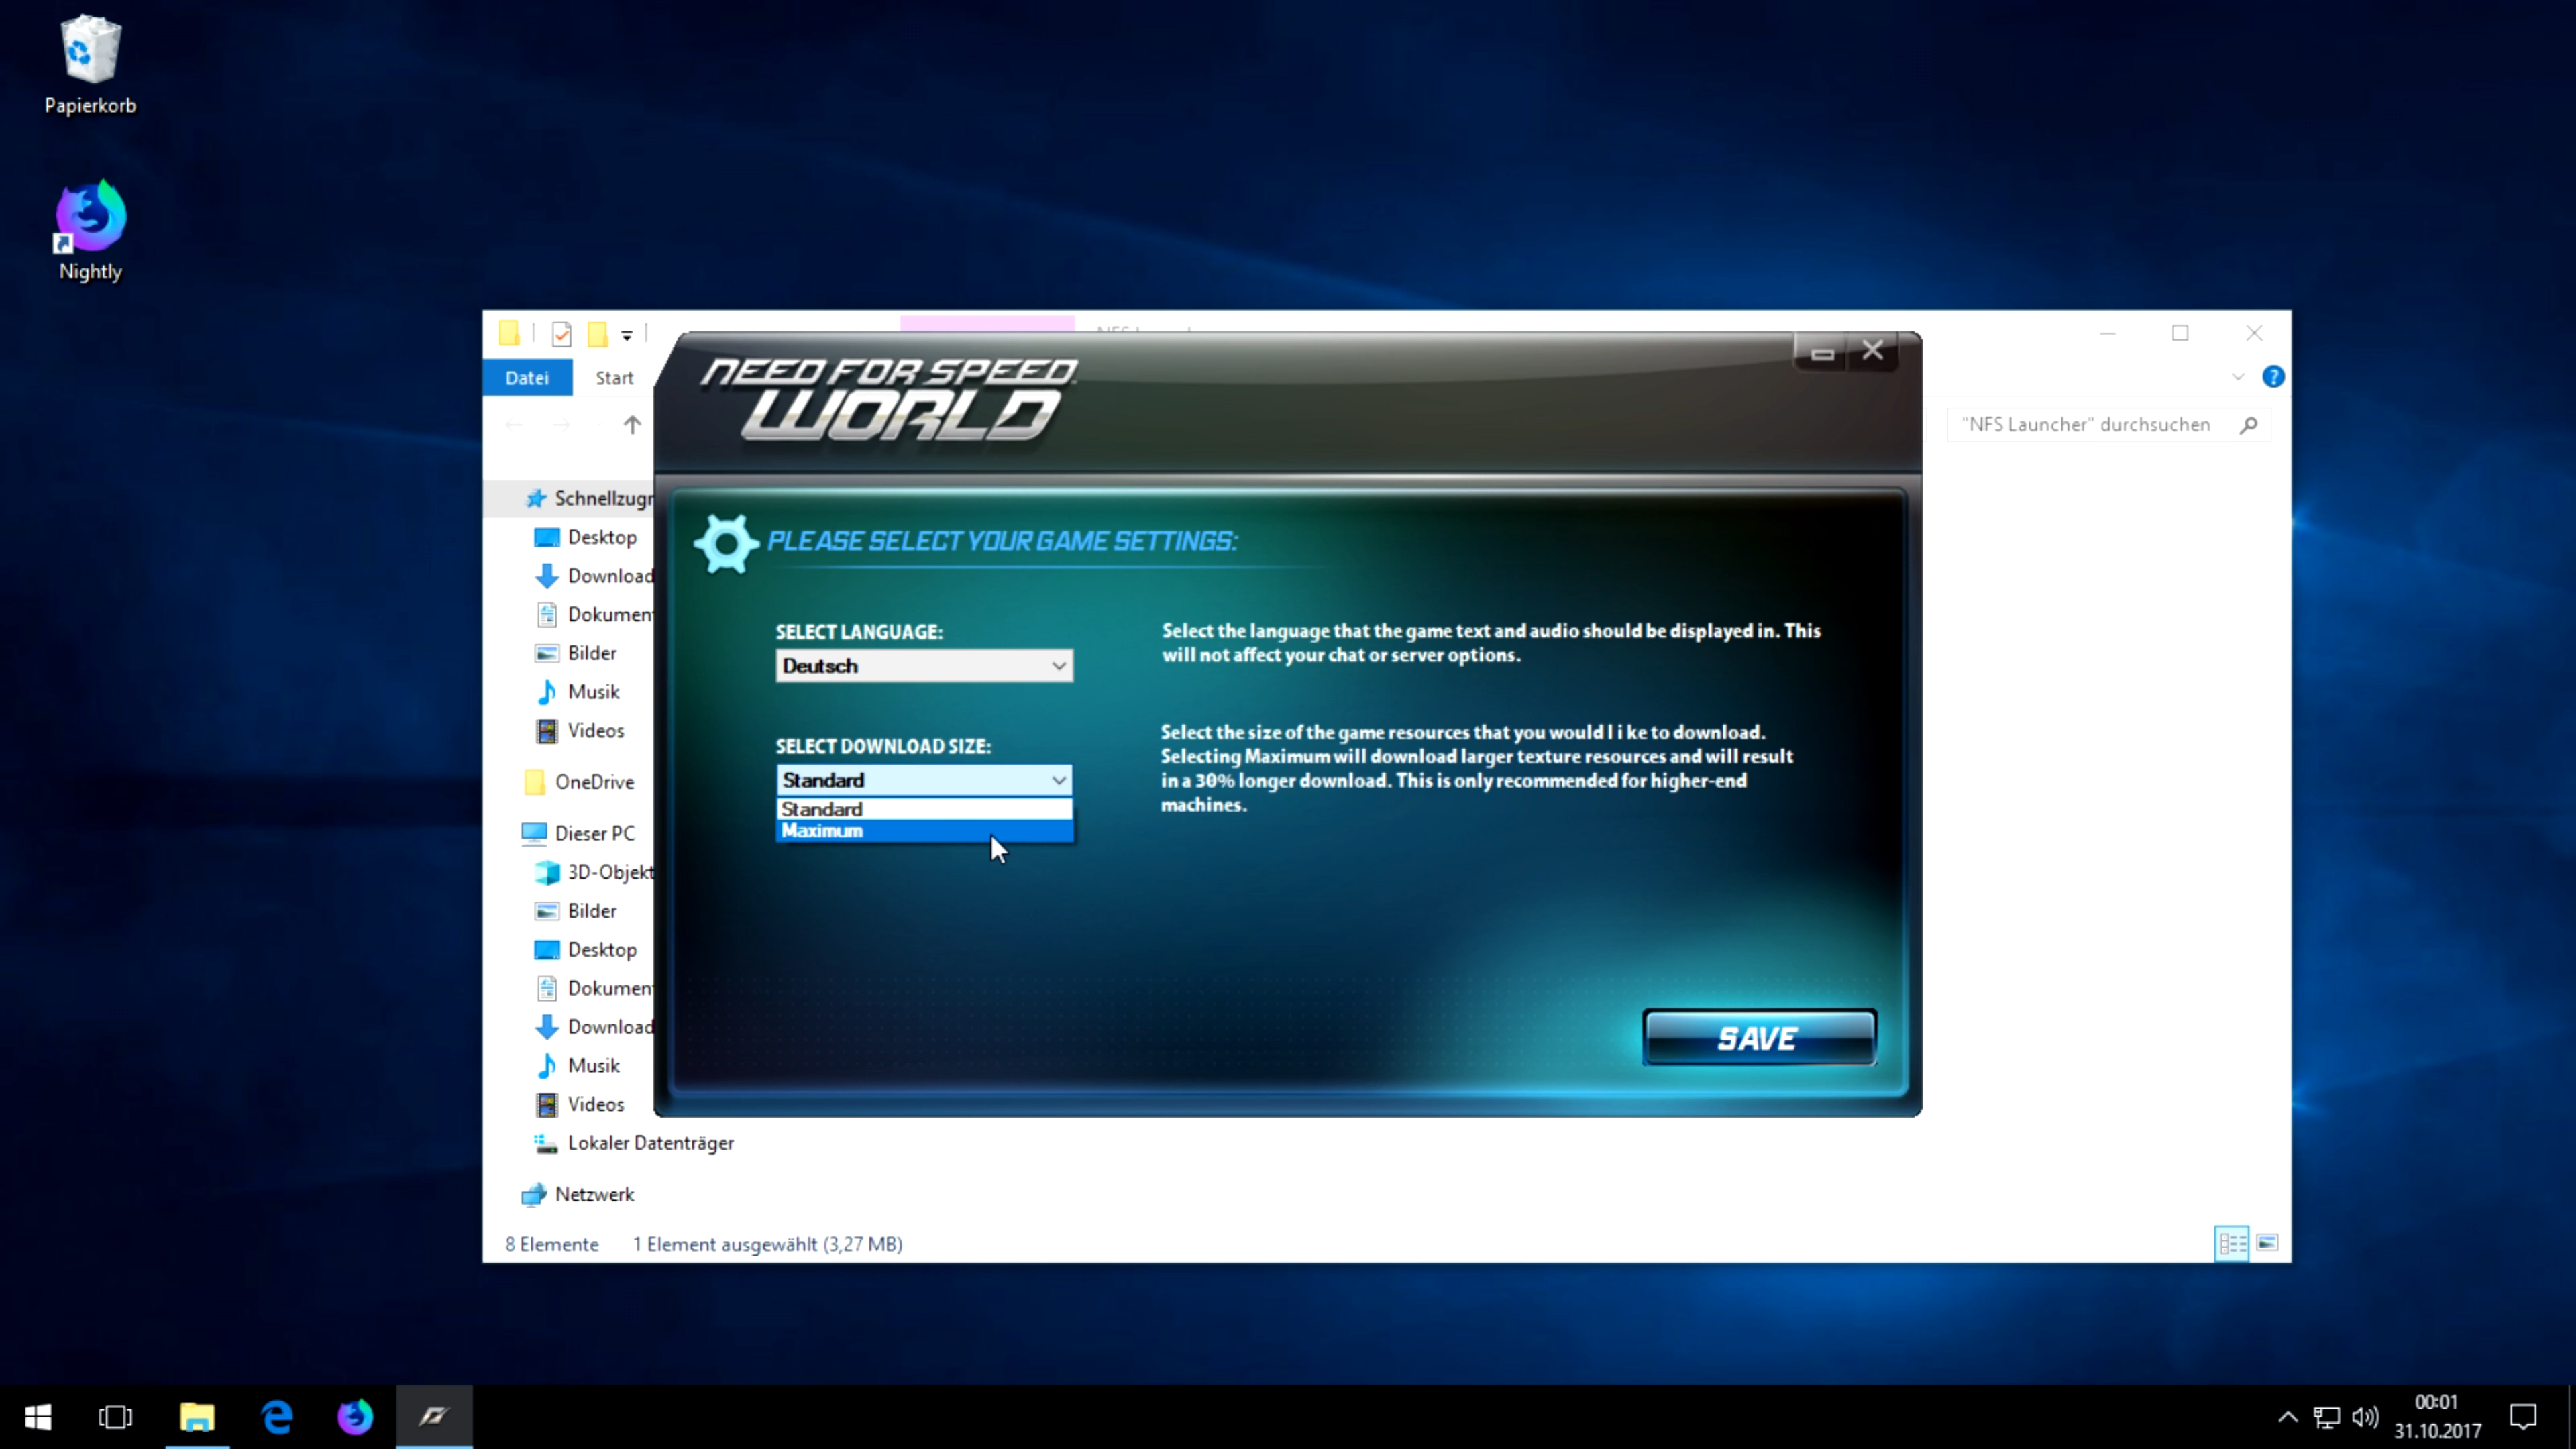 Papierkorb
Nightly
Datei
Start
"NFS Launcher" durchsuchen
Schnellzugr
Desktop
Download
Dokumen
Bilder
Musik
Videos
OneDrive
Dieser PC
3D-Objekt
Bilder
Desktop
Dokumen
Download
Musik
Videos
Lokaler Datenträger
Netzwerk
8 Elemente 1 Element ausgewählt (3,27 MB)
NEED FOR SPEED
WORLD
PLEASE SELECT YOUR GAME SETTINGS:
SELECT LANGUAGE:
Deutsch
Select the language that the game text and audio should be displayed in. This
will not affect your chat or server options.
SELECT DOWNLOAD SIZE:
Standard
Standard
Maximum
Select the size of the game resources that you would l i ke to download.
Selecting Maximum will download larger texture resources and will result
in a 30% longer download. This is only recommended for higher-end
machines.
SAVE
00:01
31.10.2017